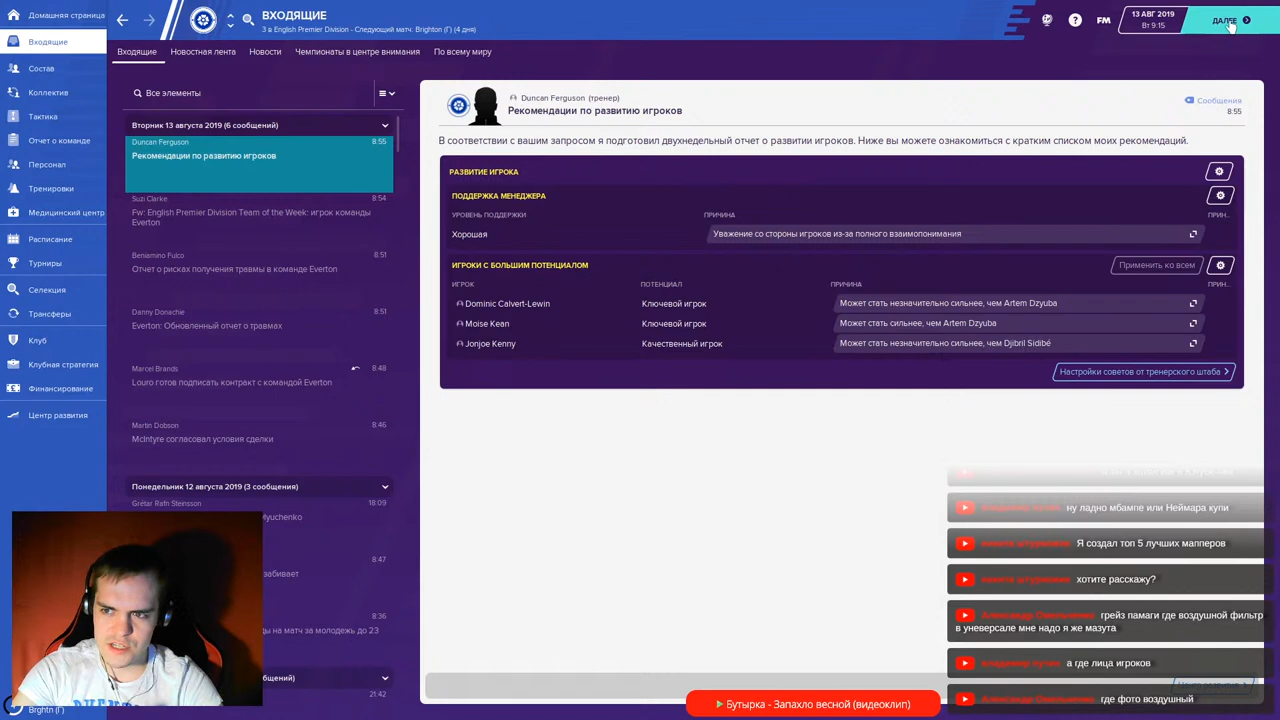 Домашняя страница
Входящие
Состав
Коллектив
Тактика
Отчет о команде
Персонал
Тренировки
Медицинский центр
Расписание
Турниры
Селекция
Трансферы
Клуб
Клубная стратегия
Финансирование
Центр развития
Brghtn (Г)
ВХОДЯЩИЕ
3 в English Premier Division - Следующий матч: Brighton (Г) (4 дня)
FM
13 АВГ 2019
Вт 9:15
ДАЛЕЕ
Входящие
Новостная лента
Новости
Чемпионаты в центре внимания
По всему миру
Все элементы
Вторник 13 августа 2019 (6 сообщений)
Duncan Ferguson 8:55
Рекомендации по развитию игроков
Suzi Clarke 8:54
Fw: English Premier Division Team of the Week: игрок команды
Everton
Beniamino Fulco 8:51
Отчет о рисках получения травмы в команде Everton
Danny Donachie 8:51
Everton: Обновленный отчет о травмах
Marcel Brands 8:48
Louro готов подписать контракт с командой Everton
Martin Dobson 8:46
McIntyre согласовал условия сделки
Понедельник 12 августа 2019 (3 сообщения)
Grétar Rafn Steinsson 18:09
8:47
забивает
8:36
ды на матч за молодежь до 23
21:42
Duncan Ferguson (тренер)
Рекомендации по развитию игроков
Сообщения
8:55
В соответствии с вашим запросом я подготовил двухнедельный отчет о развитии игроков. Ниже вы можете ознакомиться с кратким списком моих рекомендаций.
РАЗВИТИЕ ИГРОКА
ПОДДЕРЖКА МЕНЕДЖЕРА
УРОВЕНЬ ПОДДЕРЖКИ ПРИЧИНА ПРИН...
Хорошая Уважение со стороны игроков из-за полного взаимопонимания
ИГРОКИ С БОЛЬШИМ ПОТЕНЦИАЛОМ Применить ко всем
ИГРОК ПОТЕНЦИАЛ ПРИЧИНА ПРИН...
Dominic Calvert-Lewin Ключевой игрок Может стать незначительно сильнее, чем Artem Dzyuba
Moise Kean Ключевой игрок Может стать сильнее, чем Artem Dzyuba
Jonjoe Kenny Качественный игрок Может стать незначительно сильнее, чем Djibril Sidibé
Настройки советов от тренерского штаба
ну ладно мбампе или Неймара купи
Я создал топ 5 лучших мапперов
хотите расскажу?
грейз памаги где воздушной фильтр
в уневерсале мне надо я же мазута
а где лица игроков
где фото воздушный
Бутырка - Запахло весной (видеоклип)